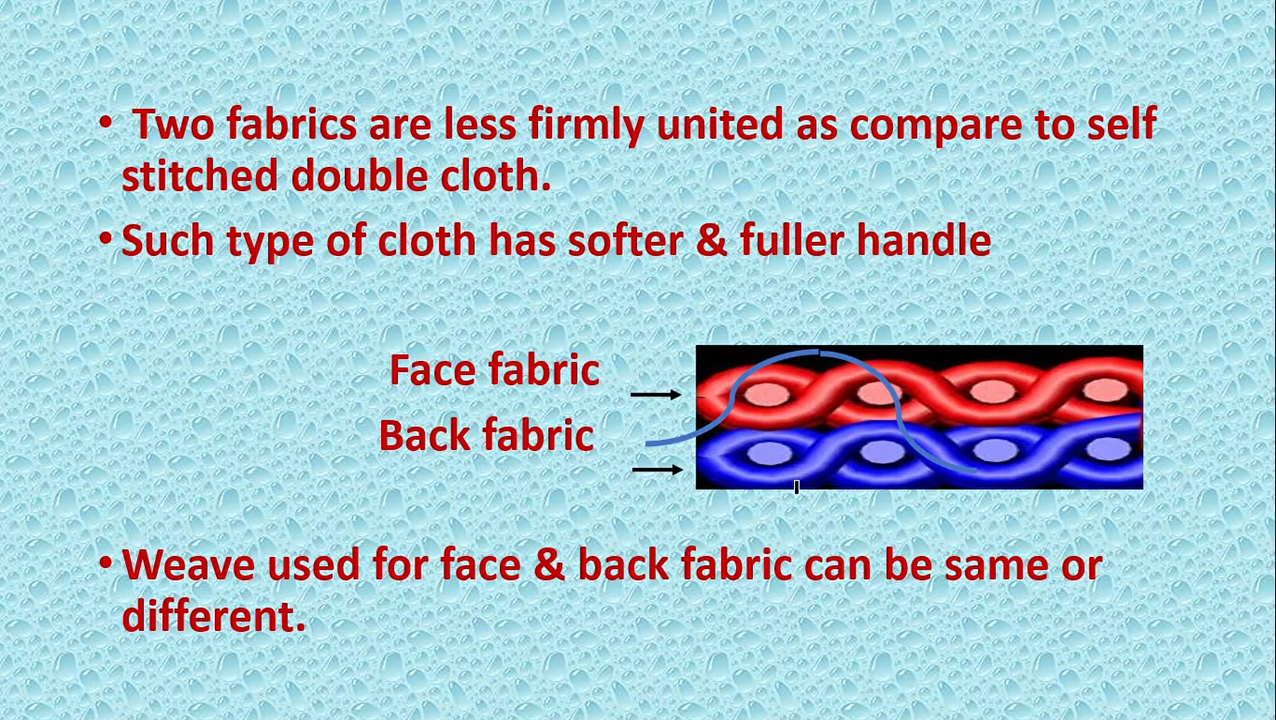 • Two fabrics are less firmly united as compare to self
stitched double cloth.
• Such type of cloth has softer & fuller handle
Face fabric
Back fabric
• Weave used for face & back fabric can be same or
different.